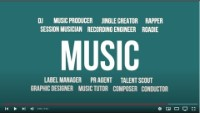 DJ MUSIC PRODUCER JINGLE CREATOR RAPPER
SESSION MUSICIAN RECORDING ENGINEER ROADIE
MUSIC
LABEL MANAGER PR AGENT TALENT SCOUT
GRAPHIC DESIGNER MUSIC TUTOR COMPOSER CONDUCTOR